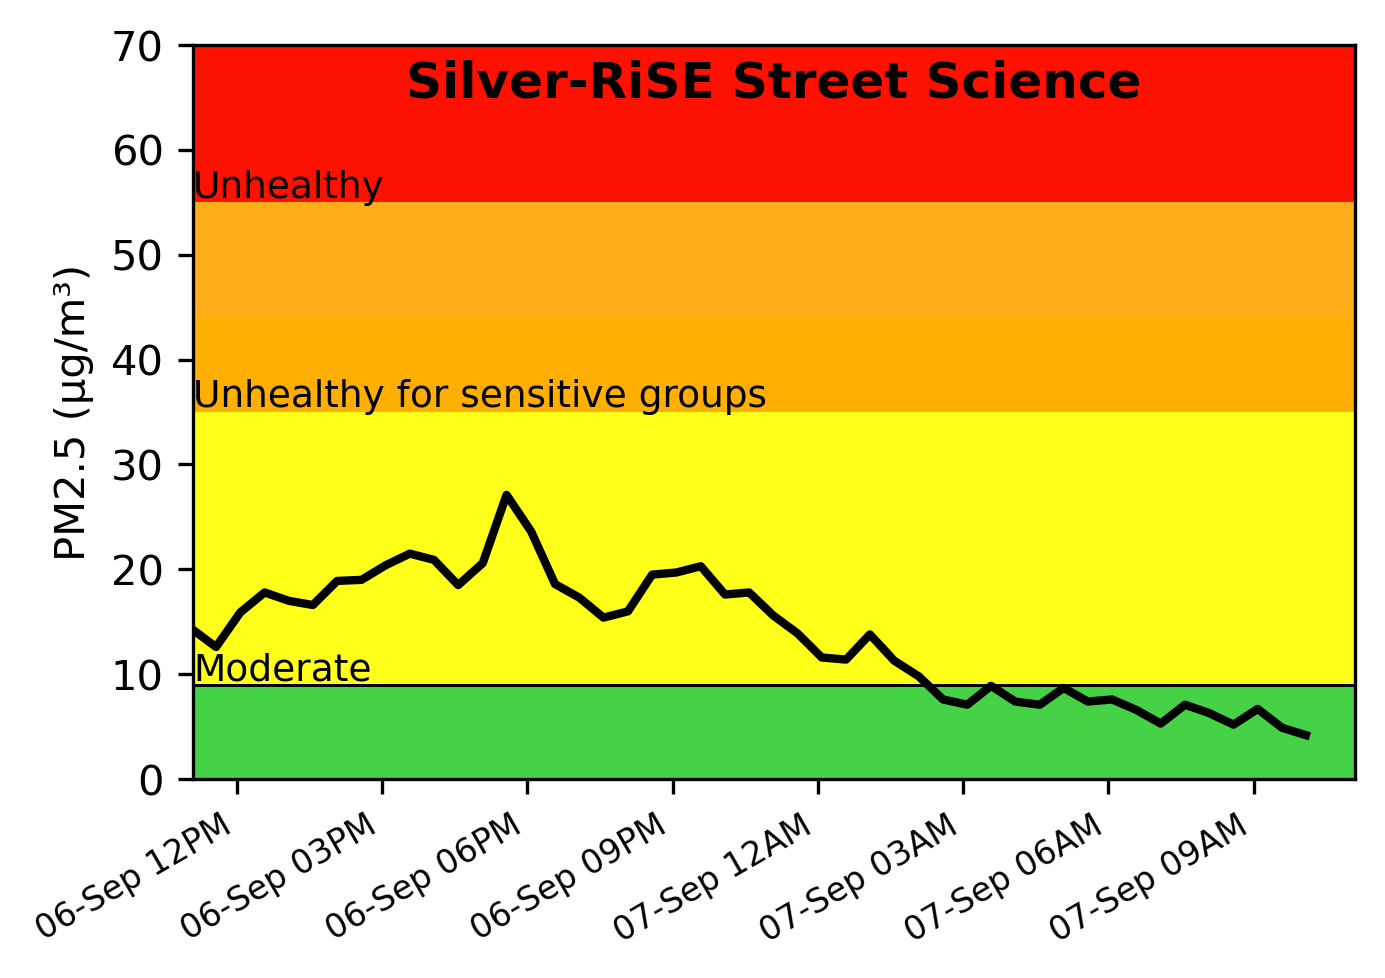 Silver-RiSE Street Science
70
60
50
40
30
20
10
0
PM2.5 (µg/m³)
Unhealthy
Unhealthy for sensitive groups
Moderate
06-Sep 12PM
06-Sep 03PM
06-Sep 06PM
06-Sep 09PM
07-Sep 12AM
07-Sep 03AM
07-Sep 06AM
07-Sep 09AM